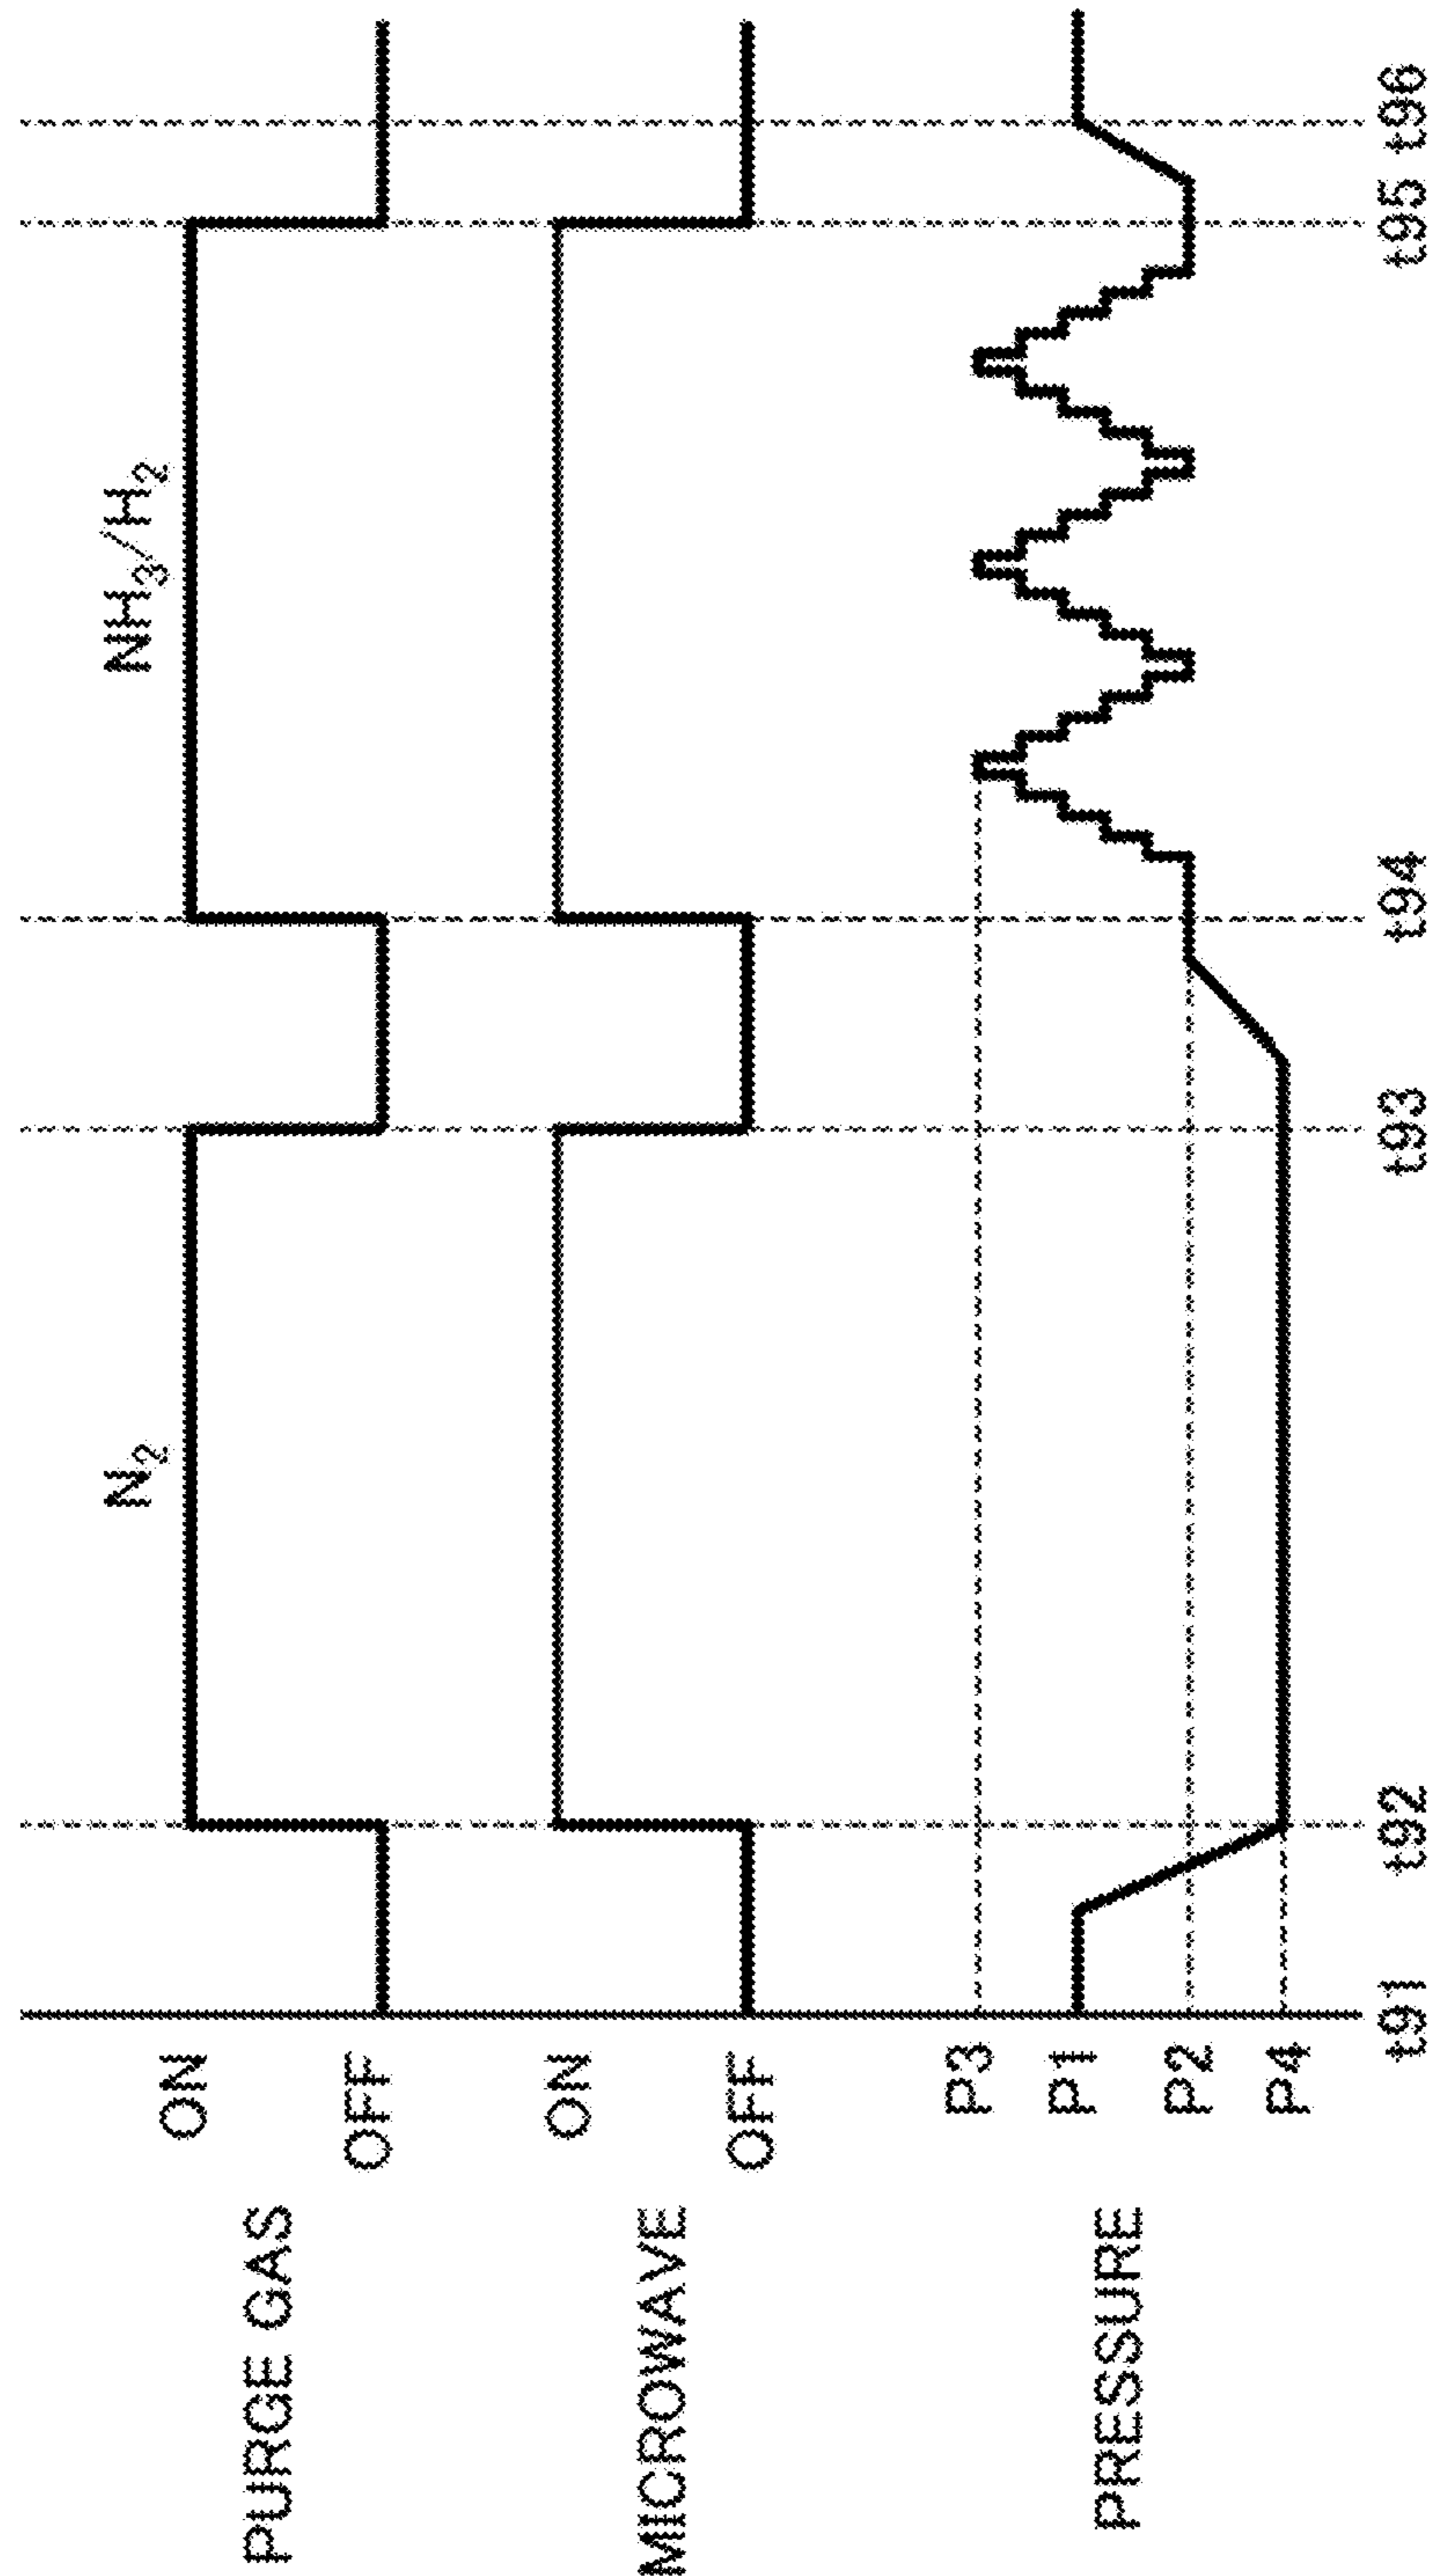 N₂
NH₃/H₂
ON
PURGE GAS
OFF
ON
MICROWAVE
OFF
P3
P1
PRESSURE
P2
P4
t91 t92 t93 t94 t95 t96